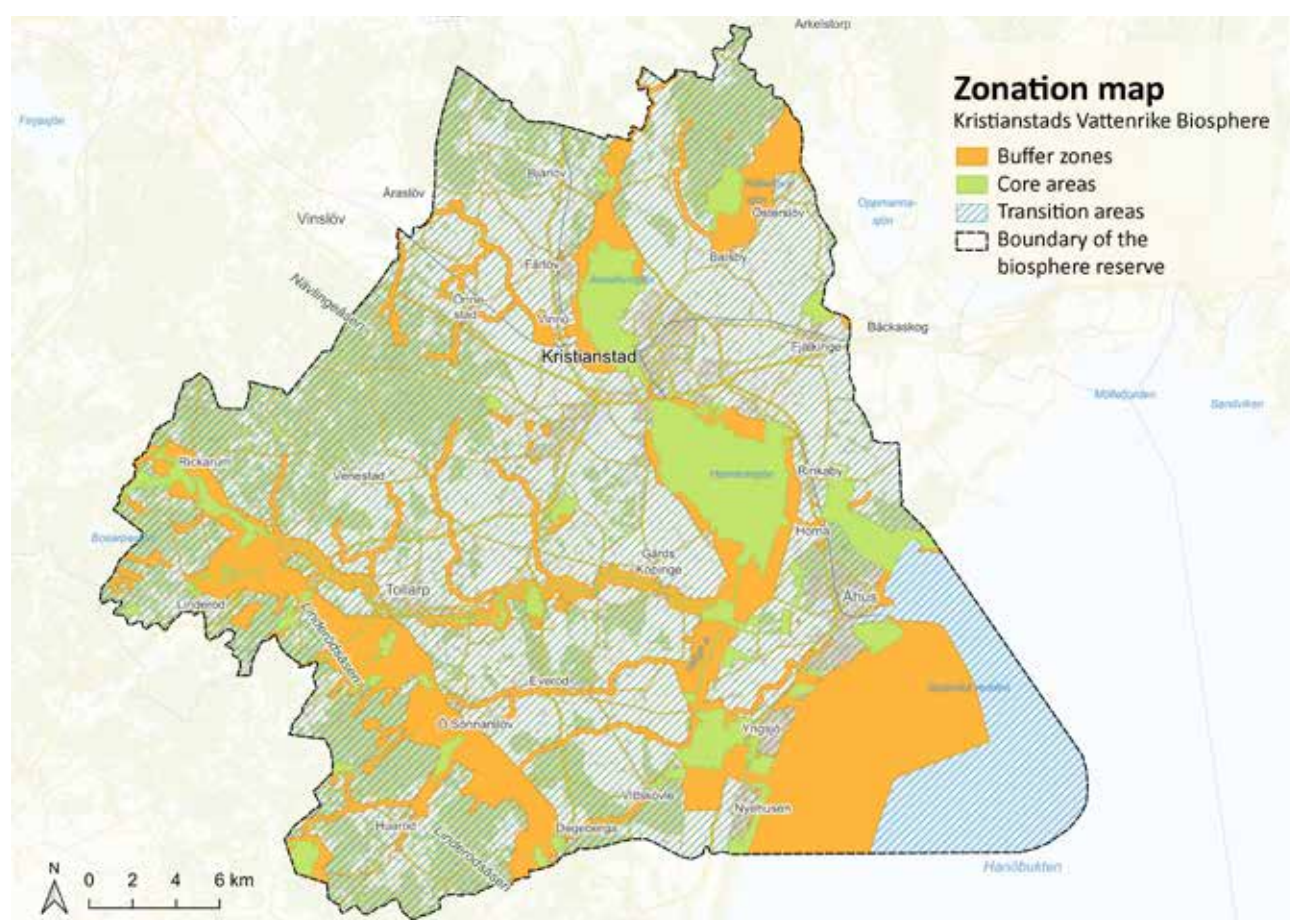 Arkelstorp
Zonation map
Kristianstads Vattenrike Biosphere
Buffer zones
Core areas
Transition areas
Boundary of the
biosphere reserve
Finjasjön
Bjärlöv
Araslöv
Vinslöv
Oppmanna-
sjön
Österslöv
Balsby
Färlöv
Nävlingeåsen
Önne-
stad
Vinnö
Kristianstad
Bäckaskog
Fjälkinge
Rickarum
Venestad
Rinkaby
Horna
Gärds
Köpinge
Tollarp
Linderöd
Åhus
Linderödsåsen
Everöd
Ö Sönnarslöv
Yngsjö
Vittskövle
Nyehusen
Degeberga
Huaröd
Linderödsåsen
Hanöbukten
N
0 2 4 6 km